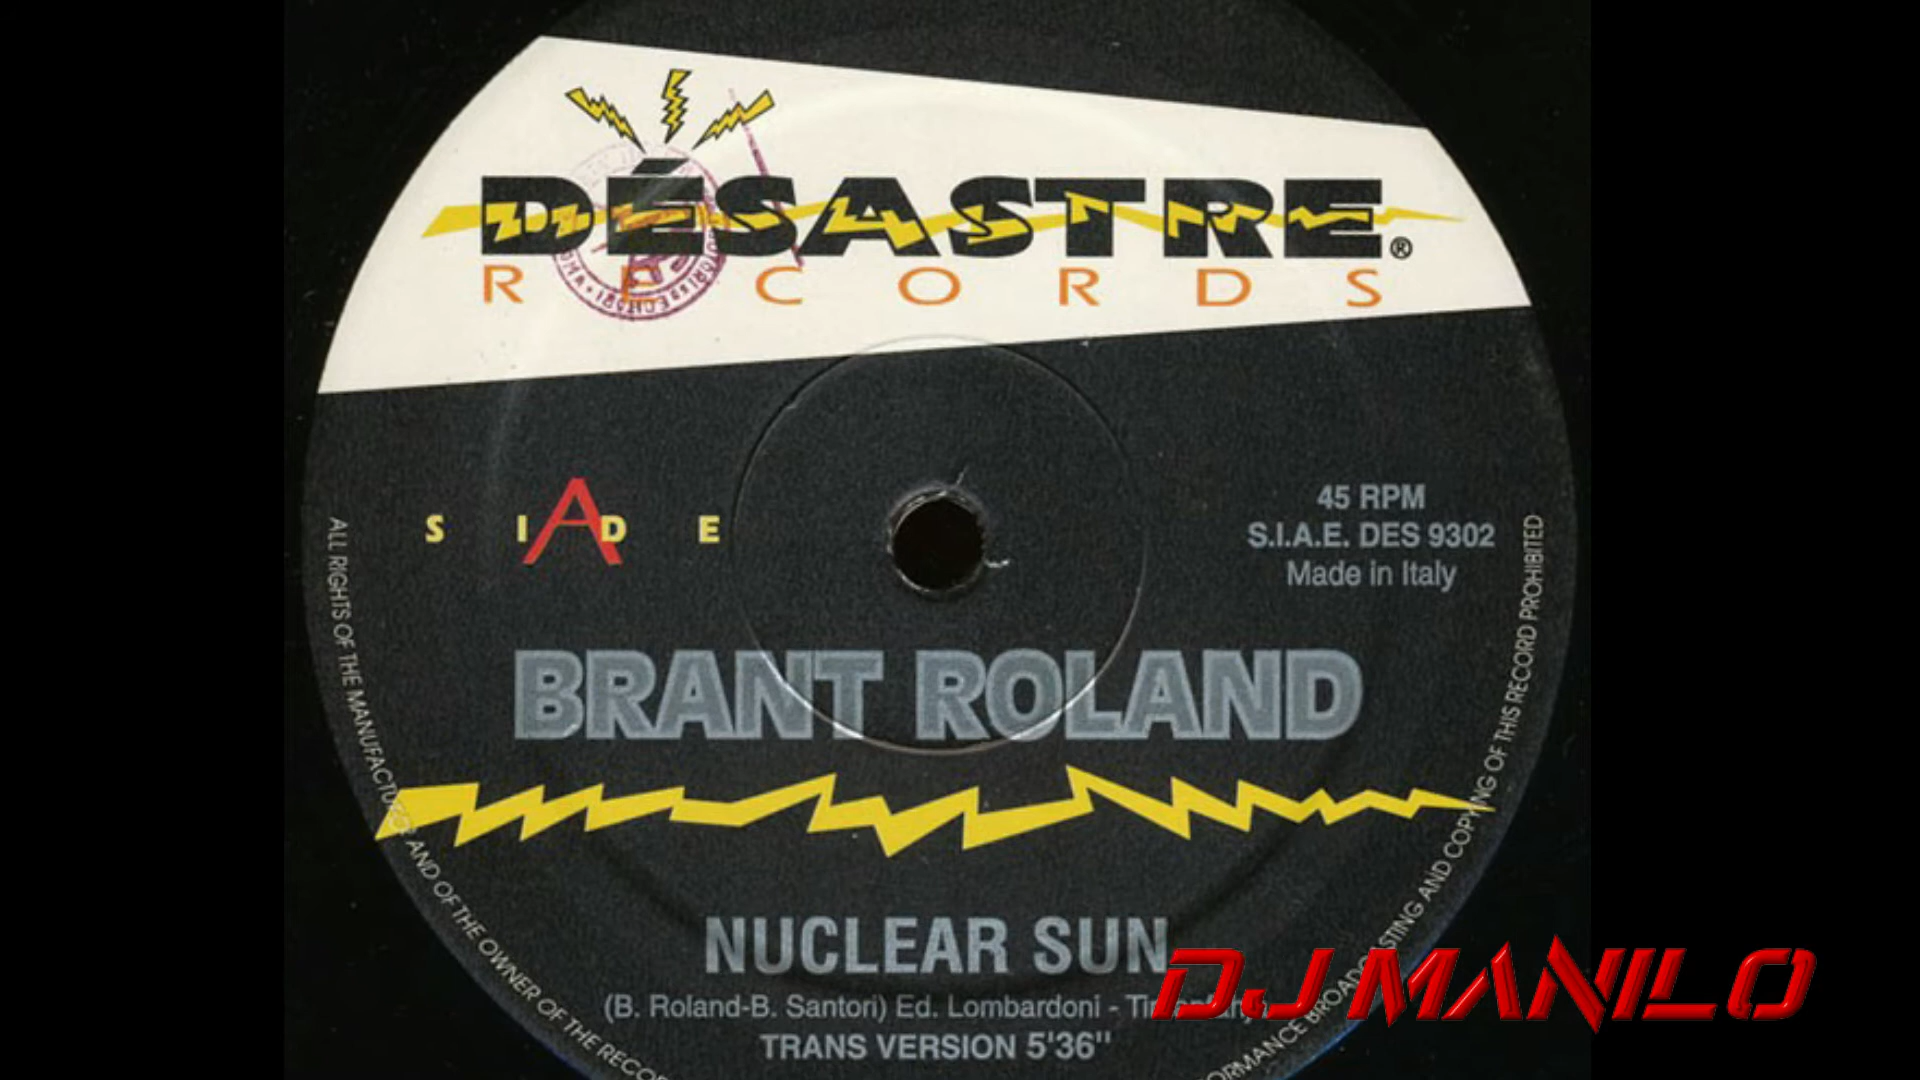 DÉSASTRE®
RECORDS
SIDE A
45 RPM
S.I.A.E. DES 9302
Made in Italy
BRANT ROLAND
NUCLEAR SUN
(B. Roland-B. Santori) Ed. Lombardoni -
TRANS VERSION 5'36"
ALL RIGHTS OF THE MANUFACTURER AND OF THE OWNER OF THE
BROADCASTING AND COPYING OF THIS RECORD PROHIBITED
DJ MANILO